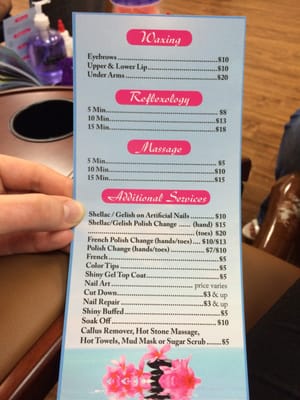 Waxing
Eyebrows......$10
Upper & Lower Lip......$10
Under Arms......$20
Reflexology
5 Min......$8
10 Min......$13
15 Min......$18
Massage
5 Min......$5
10 Min......$10
15 Min......$15
Additional Services
Shellac / Gelish on Artificial Nails ...... $10
Shellac/Gelish Polish Change ...... (hand) $15
...... (toes) $20
French Polish Change (hands/toes).... $10/$13
Polish Change (hands/toes)...... $7/$10
French......$5
Color Tips......$5
Shiny Gel Top Coat......$5
Nail Art...... price varies
Cut Down......$3 & up
Nail Repair......$3 & up
Shiny Buffed......$5
Soak Off......$10
Callus Remover, Hot Stone Massage,
Hot Towels, Mud Mask or Sugar Scrub......$5